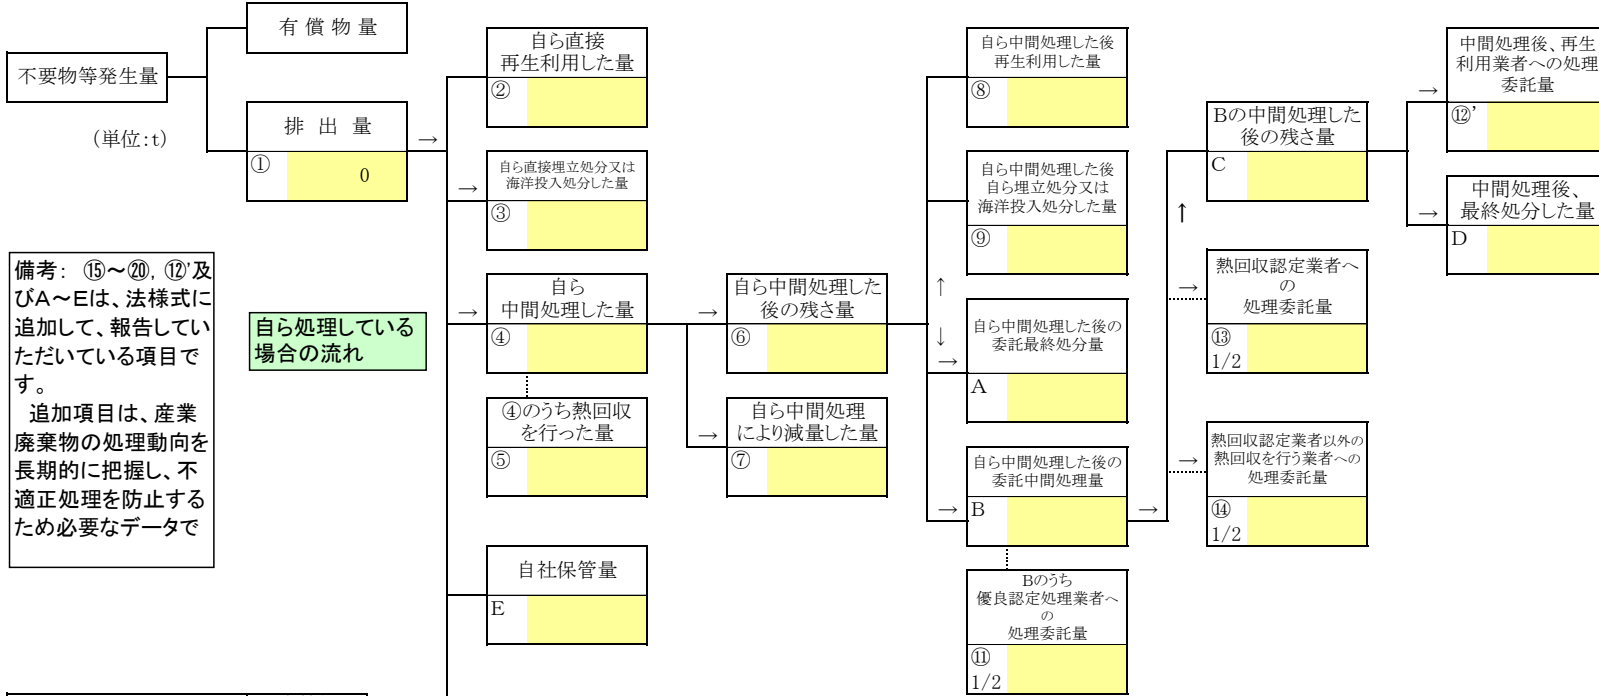 有 償 物 量
不要物等発生量
(単位:t)
排 出 量
→
①
0
備考: ⑮～⑳, ⑫'及
びA～Eは、法様式に
追加して、報告してい
ただいている項目で
す。
追加項目は、産業
廃棄物の処理動向を
長期的に把握し、不
適正処理を防止する
ため必要なデータで
自ら処理している
場合の流れ
自ら直接
再生利用した量
②
→
自ら直接埋立処分又は
海洋投入処分した量
③
→
自ら
中間処理した量
④
④のうち熱回収
を行った量
⑤
自社保管量
E
→
自ら中間処理した
後の残さ量
⑥
→
自ら中間処理
により減量した量
⑦
自ら中間処理した後
再生利用した量
⑧
自ら中間処理した後
自ら埋立処分又は
海洋投入処分した量
⑨
↑
↓
→
自ら中間処理した後の
委託最終処分量
A
自ら中間処理した後の
委託中間処理量
→
B
→
Bのうち
優良認定処理業者へ
の
処理委託量
⑪
1/2
Bの中間処理した
後の残さ量
C
↑
熱回収認定業者へ
の
処理委託量
→
⑬
1/2
熱回収認定業者以外の
熱回収を行う業者への
処理委託量
→
⑭
1/2
中間処理後、再生
利用業者への処理
委託量
→
⑫'
中間処理後、
最終処分した量
→
D